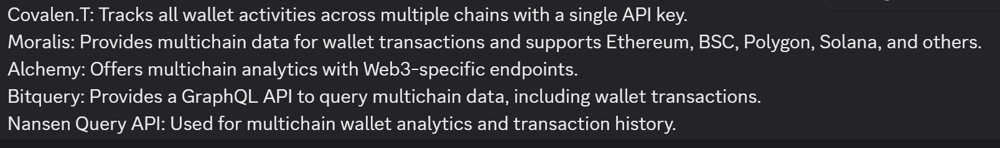 Covalen.T: Tracks all wallet activities across multiple chains with a single API key.
Moralis: Provides multichain data for wallet transactions and supports Ethereum, BSC, Polygon, Solana, and others.
Alchemy: Offers multichain analytics with Web3-specific endpoints.
Bitquery: Provides a GraphQL API to query multichain data, including wallet transactions.
Nansen Query API: Used for multichain wallet analytics and transaction history.